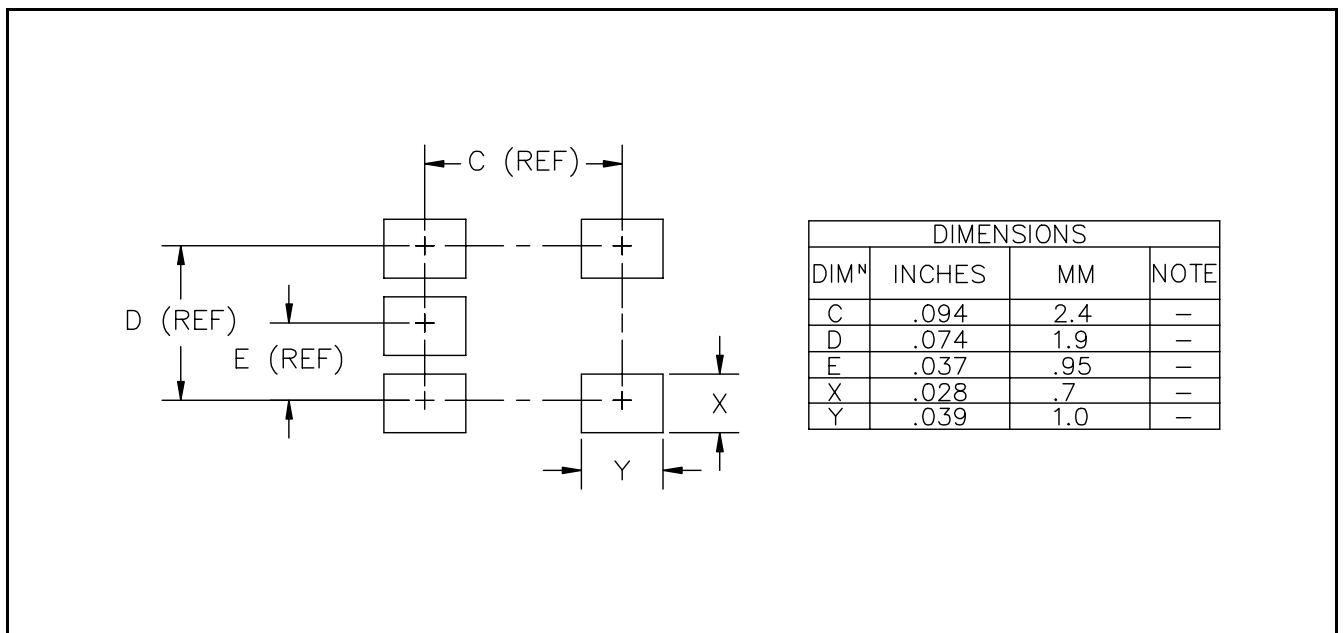 C (REF)
D (REF)
E (REF)
X
Y
DIMENSIONS
DIMᴺ INCHES MM NOTE
C .094 2.4 –
D .074 1.9 –
E .037 .95 –
X .028 .7 –
Y .039 1.0 –